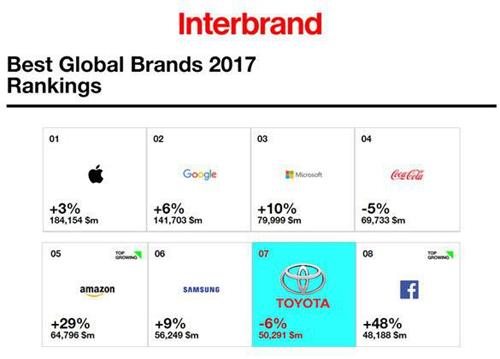 Interbrand
Best Global Brands 2017
Rankings
01
+3%
184,154 $m
02
Google
+6%
141,703 $m
03
Microsoft
+10%
79,999 $m
04
Coca-Cola
-5%
69,733 $m
05
TOP
GROWING
amazon
+29%
64,796 $m
06
SAMSUNG
+9%
56,249 $m
07
TOYOTA
-6%
50,291 $m
08
TOP
GROWING
f
+48%
48,188 $m